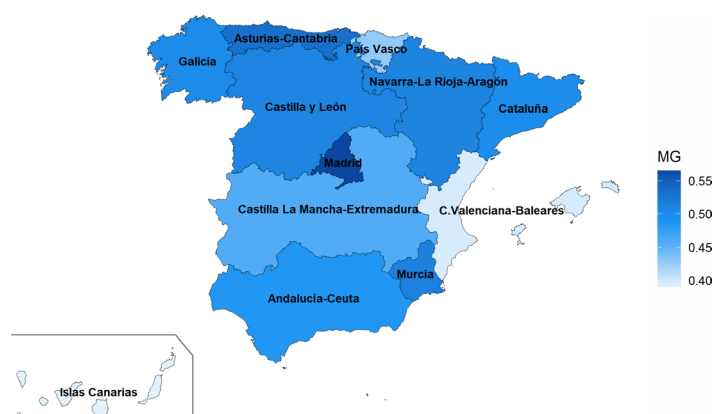 Asturias-Cantabria
País Vasco
Galicia
Navarra-La Rioja-Aragón
Castilla y León
Cataluña
Madrid
MG
0.55
Castilla La Mancha-Extremadura
C.Valenciana-Baleares
0.50
0.45
Murcia
0.40
Andalucía-Ceuta
Islas Canarias